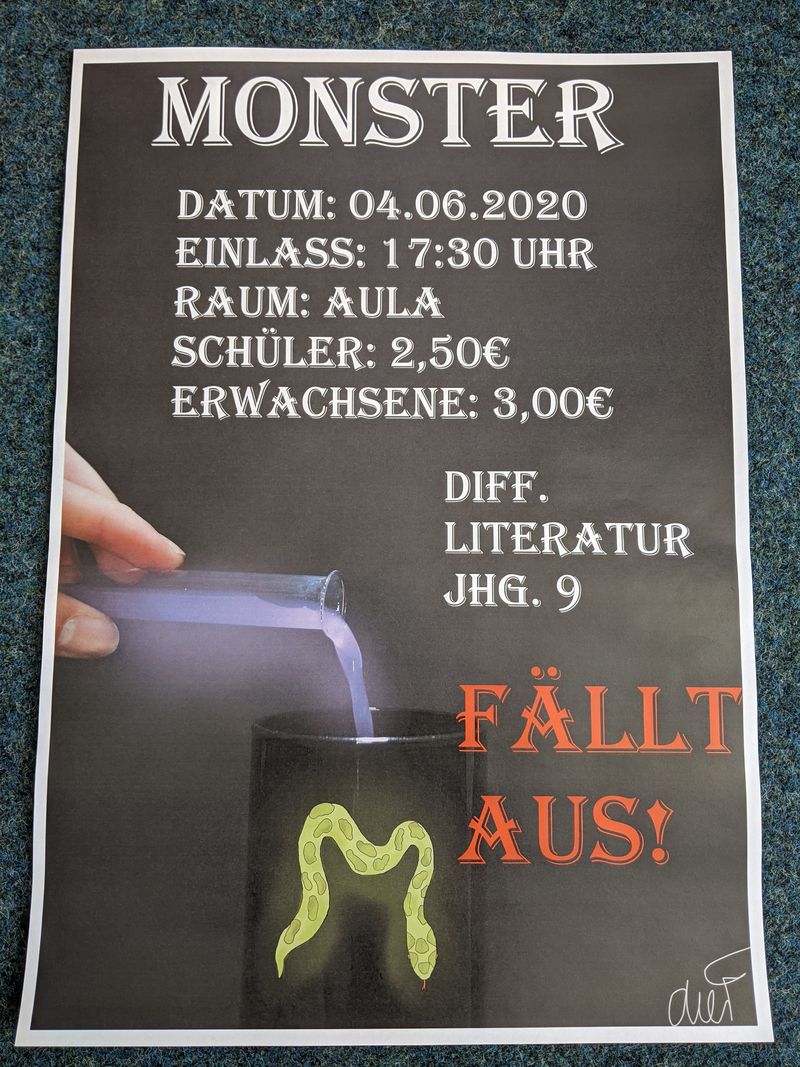 MONSTER
DATUM: 04.06.2020
EINLASS: 17:30 UHR
RAUM: AULA
SCHÜLER: 2,50€
ERWACHSENE: 3,00€
DIFF.
LITERATUR
JHG. 9
FÄLLT
AUS!